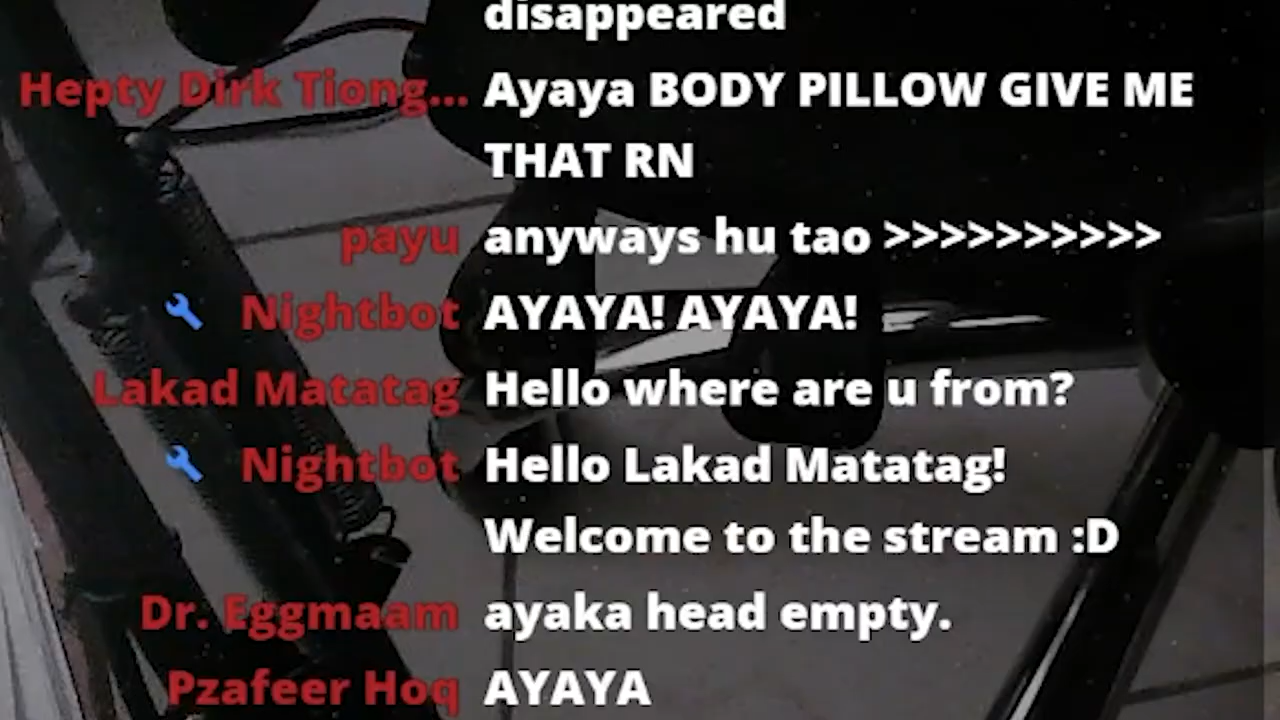 disappeared
Hepty Dirk Tiong... Ayaya BODY PILLOW GIVE ME
THAT RN
payu anyways hu tao >>>>>>>>>>
Nightbot AYAYA! AYAYA!
Lakad Matatag Hello where are u from?
Nightbot Hello Lakad Matatag!
Welcome to the stream :D
Dr. Eggmaam ayaka head empty.
Pzafeer Hoq AYAYA